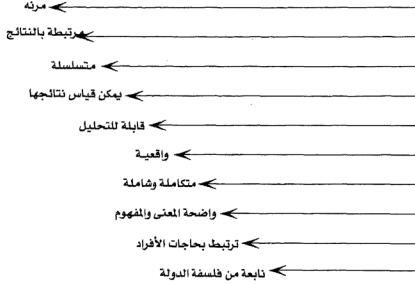 مرنه
مرتبطة بالنتائج
متسلسلة
يمكن قياس نتائجها
قابلة للتحليل
واقعية
متكاملة وشاملة
واضحة المعنى والمفهوم
ترتبط بحاجات الأفراد
نابعة من فلسفة الدولة